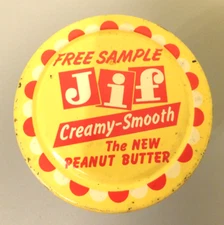 FREE SAMPLE
Jif
Creamy-Smooth
The NEW
PEANUT BUTTER